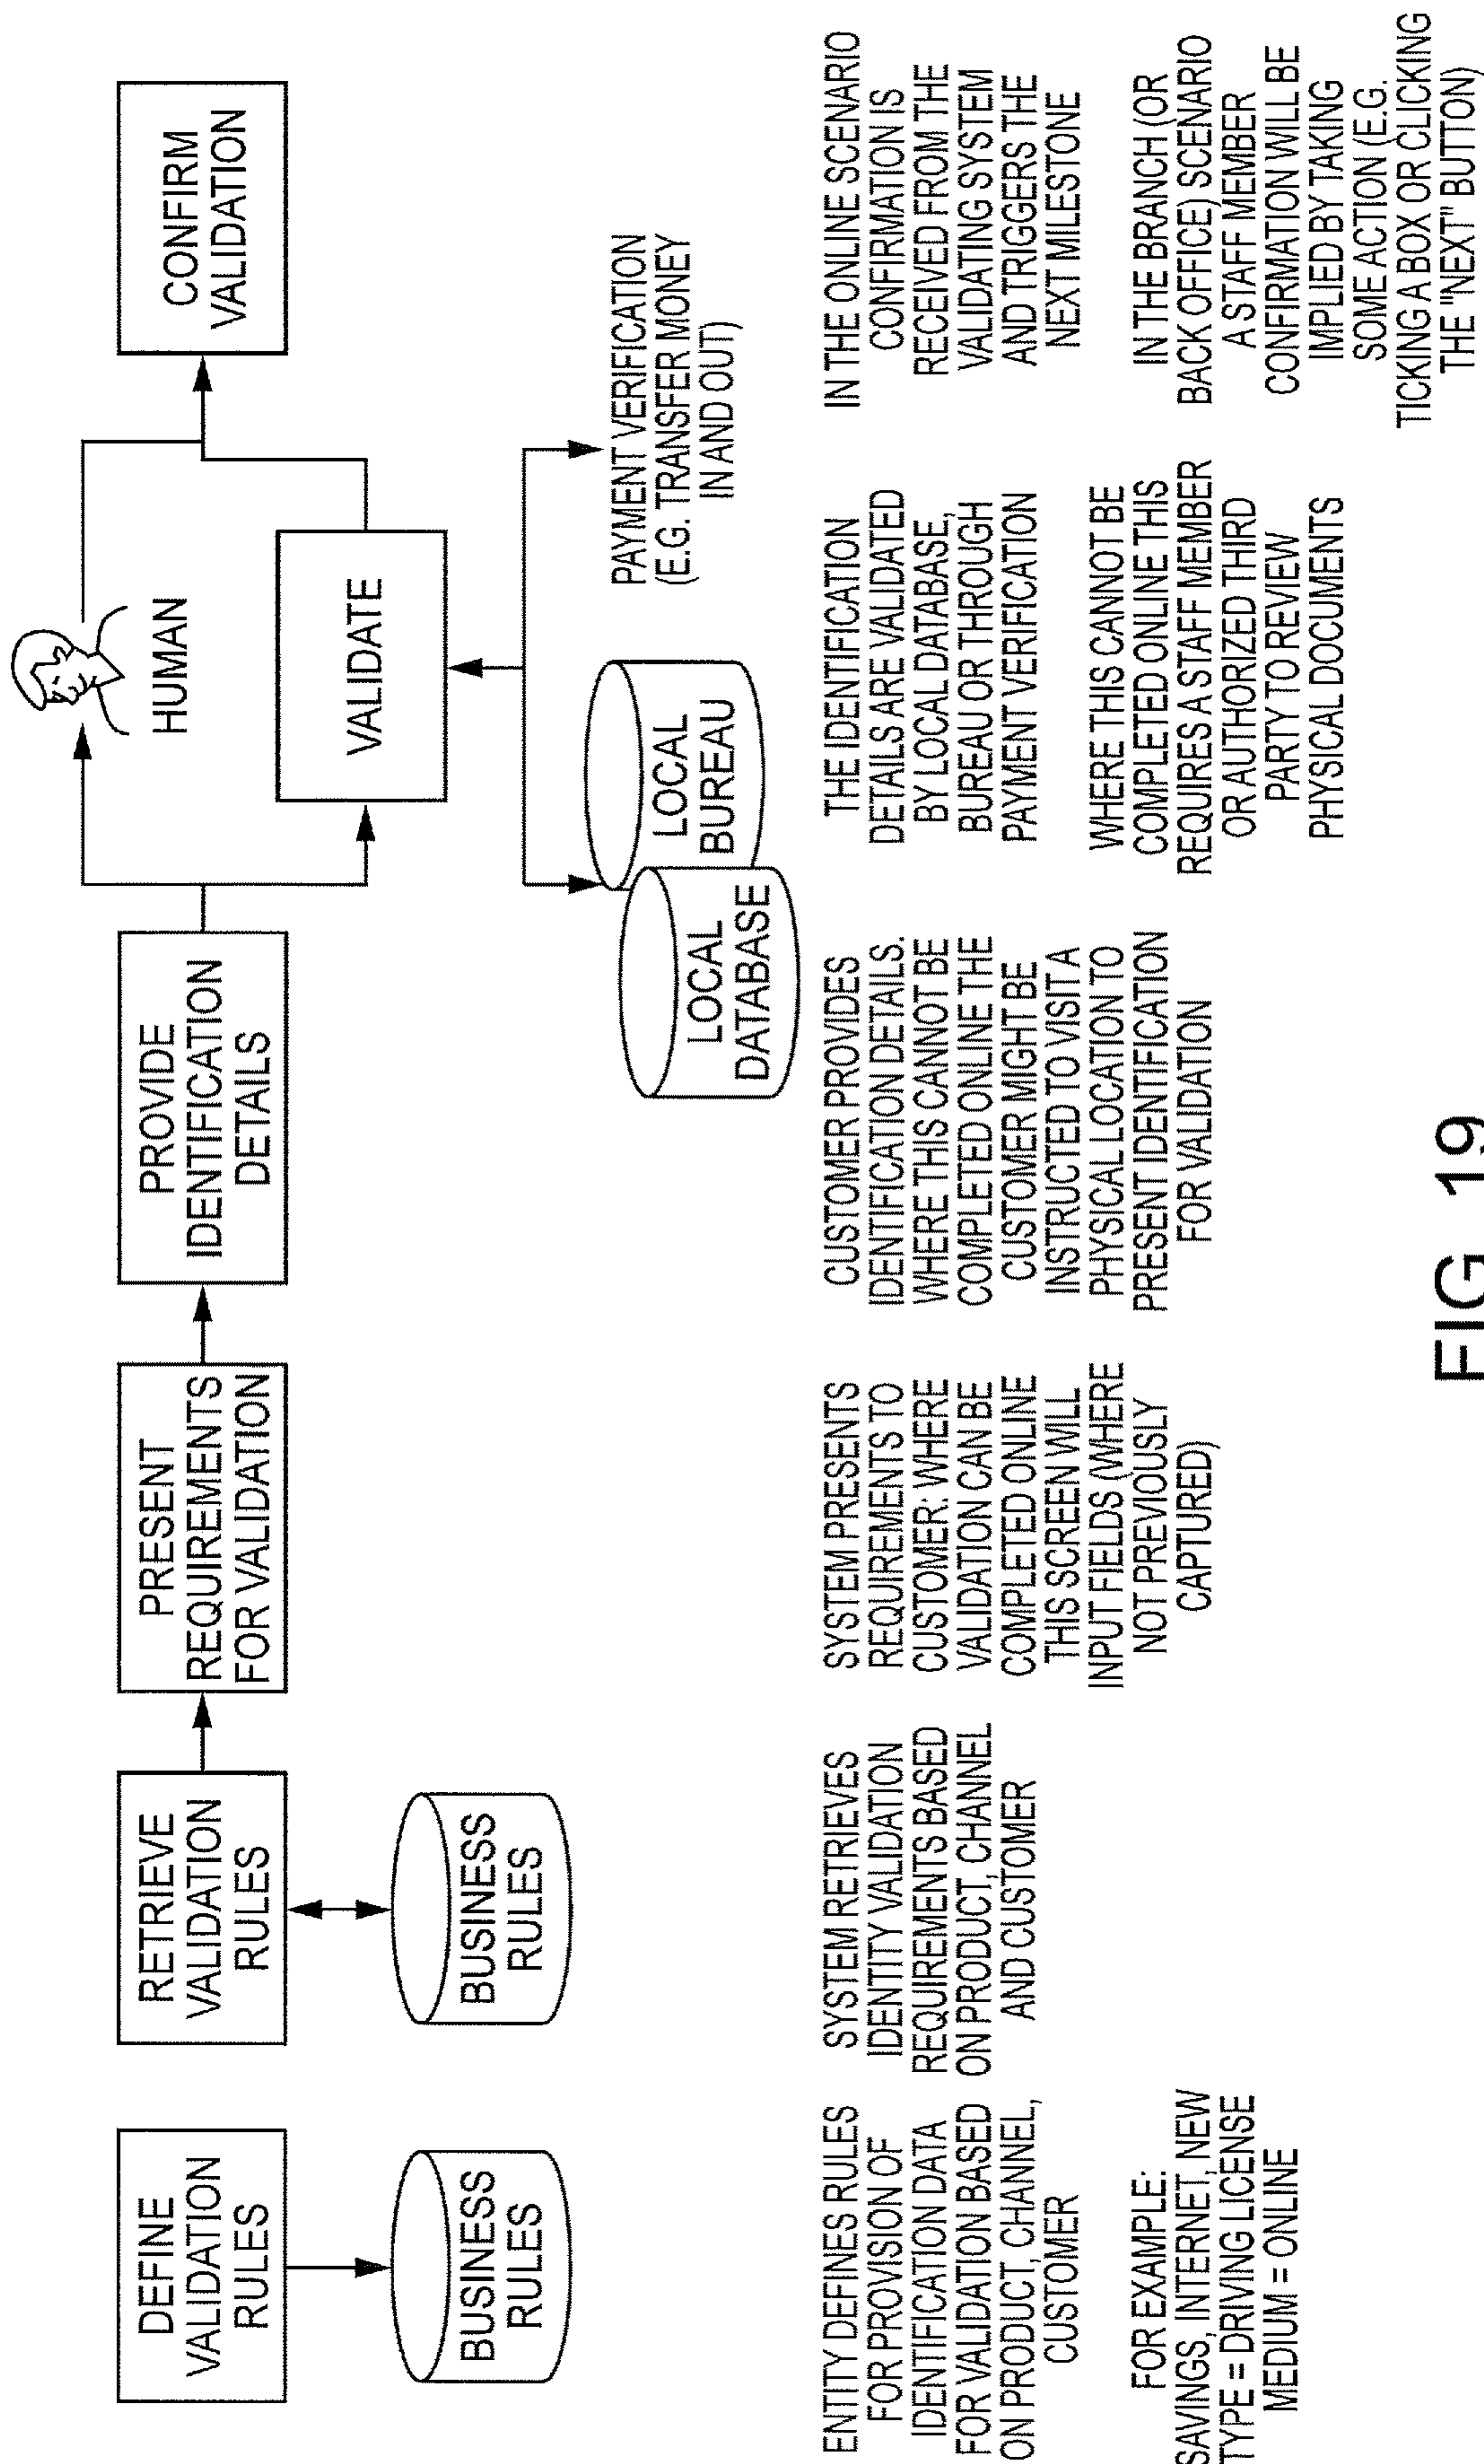 DEFINE
VALIDATION
RULES
BUSINESS
RULES
RETRIEVE
VALIDATION
RULES
BUSINESS
RULES
PRESENT
REQUIREMENTS
FOR VALIDATION
PROVIDE
IDENTIFICATION
DETAILS
HUMAN
VALIDATE
LOCAL
BUREAU
LOCAL
DATABASE
PAYMENT VERIFICATION
(E.G. TRANSFER MONEY
IN AND OUT)
CONFIRM
VALIDATION
ENTITY DEFINES RULES
FOR PROVISION OF
IDENTIFICATION DATA
FOR VALIDATION BASED
ON PRODUCT, CHANNEL,
CUSTOMER
FOR EXAMPLE:
SAVINGS, INTERNET, NEW
TYPE = DRIVING LICENSE
MEDIUM = ONLINE
SYSTEM RETRIEVES
IDENTITY VALIDATION
REQUIREMENTS BASED
ON PRODUCT, CHANNEL
AND CUSTOMER
SYSTEM PRESENTS
REQUIREMENTS TO
CUSTOMER: WHERE
VALIDATION CAN BE
COMPLETED ONLINE
THIS SCREEN WILL
INPUT FIELDS (WHERE
NOT PREVIOUSLY
CAPTURED)
CUSTOMER PROVIDES
IDENTIFICATION DETAILS.
WHERE THIS CANNOT BE
COMPLETED ONLINE THE
CUSTOMER MIGHT BE
INSTRUCTED TO VISIT A
PHYSICAL LOCATION TO
PRESENT IDENTIFICATION
FOR VALIDATION
THE IDENTIFICATION
DETAILS ARE VALIDATED
BY LOCAL DATABASE,
BUREAU OR THROUGH
PAYMENT VERIFICATION
WHERE THIS CANNOT BE
COMPLETED ONLINE THIS
REQUIRES A STAFF MEMBER
OR AUTHORIZED THIRD
PARTY TO REVIEW
PHYSICAL DOCUMENTS
IN THE ONLINE SCENARIO
CONFIRMATION IS
RECEIVED FROM THE
VALIDATING SYSTEM
AND TRIGGERS THE
NEXT MILESTONE
IN THE BRANCH (OR
BACK OFFICE) SCENARIO
A STAFF MEMBER
CONFIRMATION WILL BE
IMPLIED BY TAKING
SOME ACTION (E.G.
TICKING A BOX OR CLICKING
THE "NEXT" BUTTON)
FIG. 19